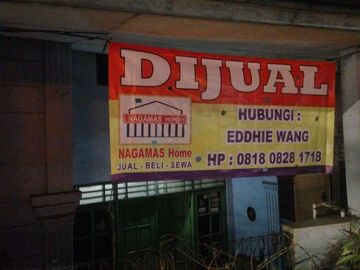 DIJUAL
NAGAMAS PROPERTY
NAGAMAS Home
JUAL - BELI - SEWA
HUBUNGI :
EDDHIE WANG
HP : 0818 0828 1718